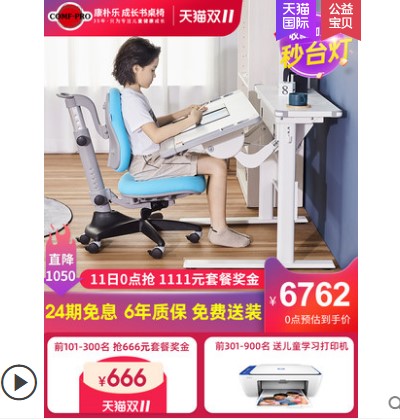 COMF-PRO
康朴乐 成长书桌椅
天猫双11
天猫国际
公益宝贝
秒台灯
8
直降
1050
11日0点抢 1111元套餐奖金
24期免息 6年质保 免费送装
¥6762
0点预估到手价
前101-300名 抢666元套餐奖金
¥666
天猫双11
前301-900名 送儿童学习打印机